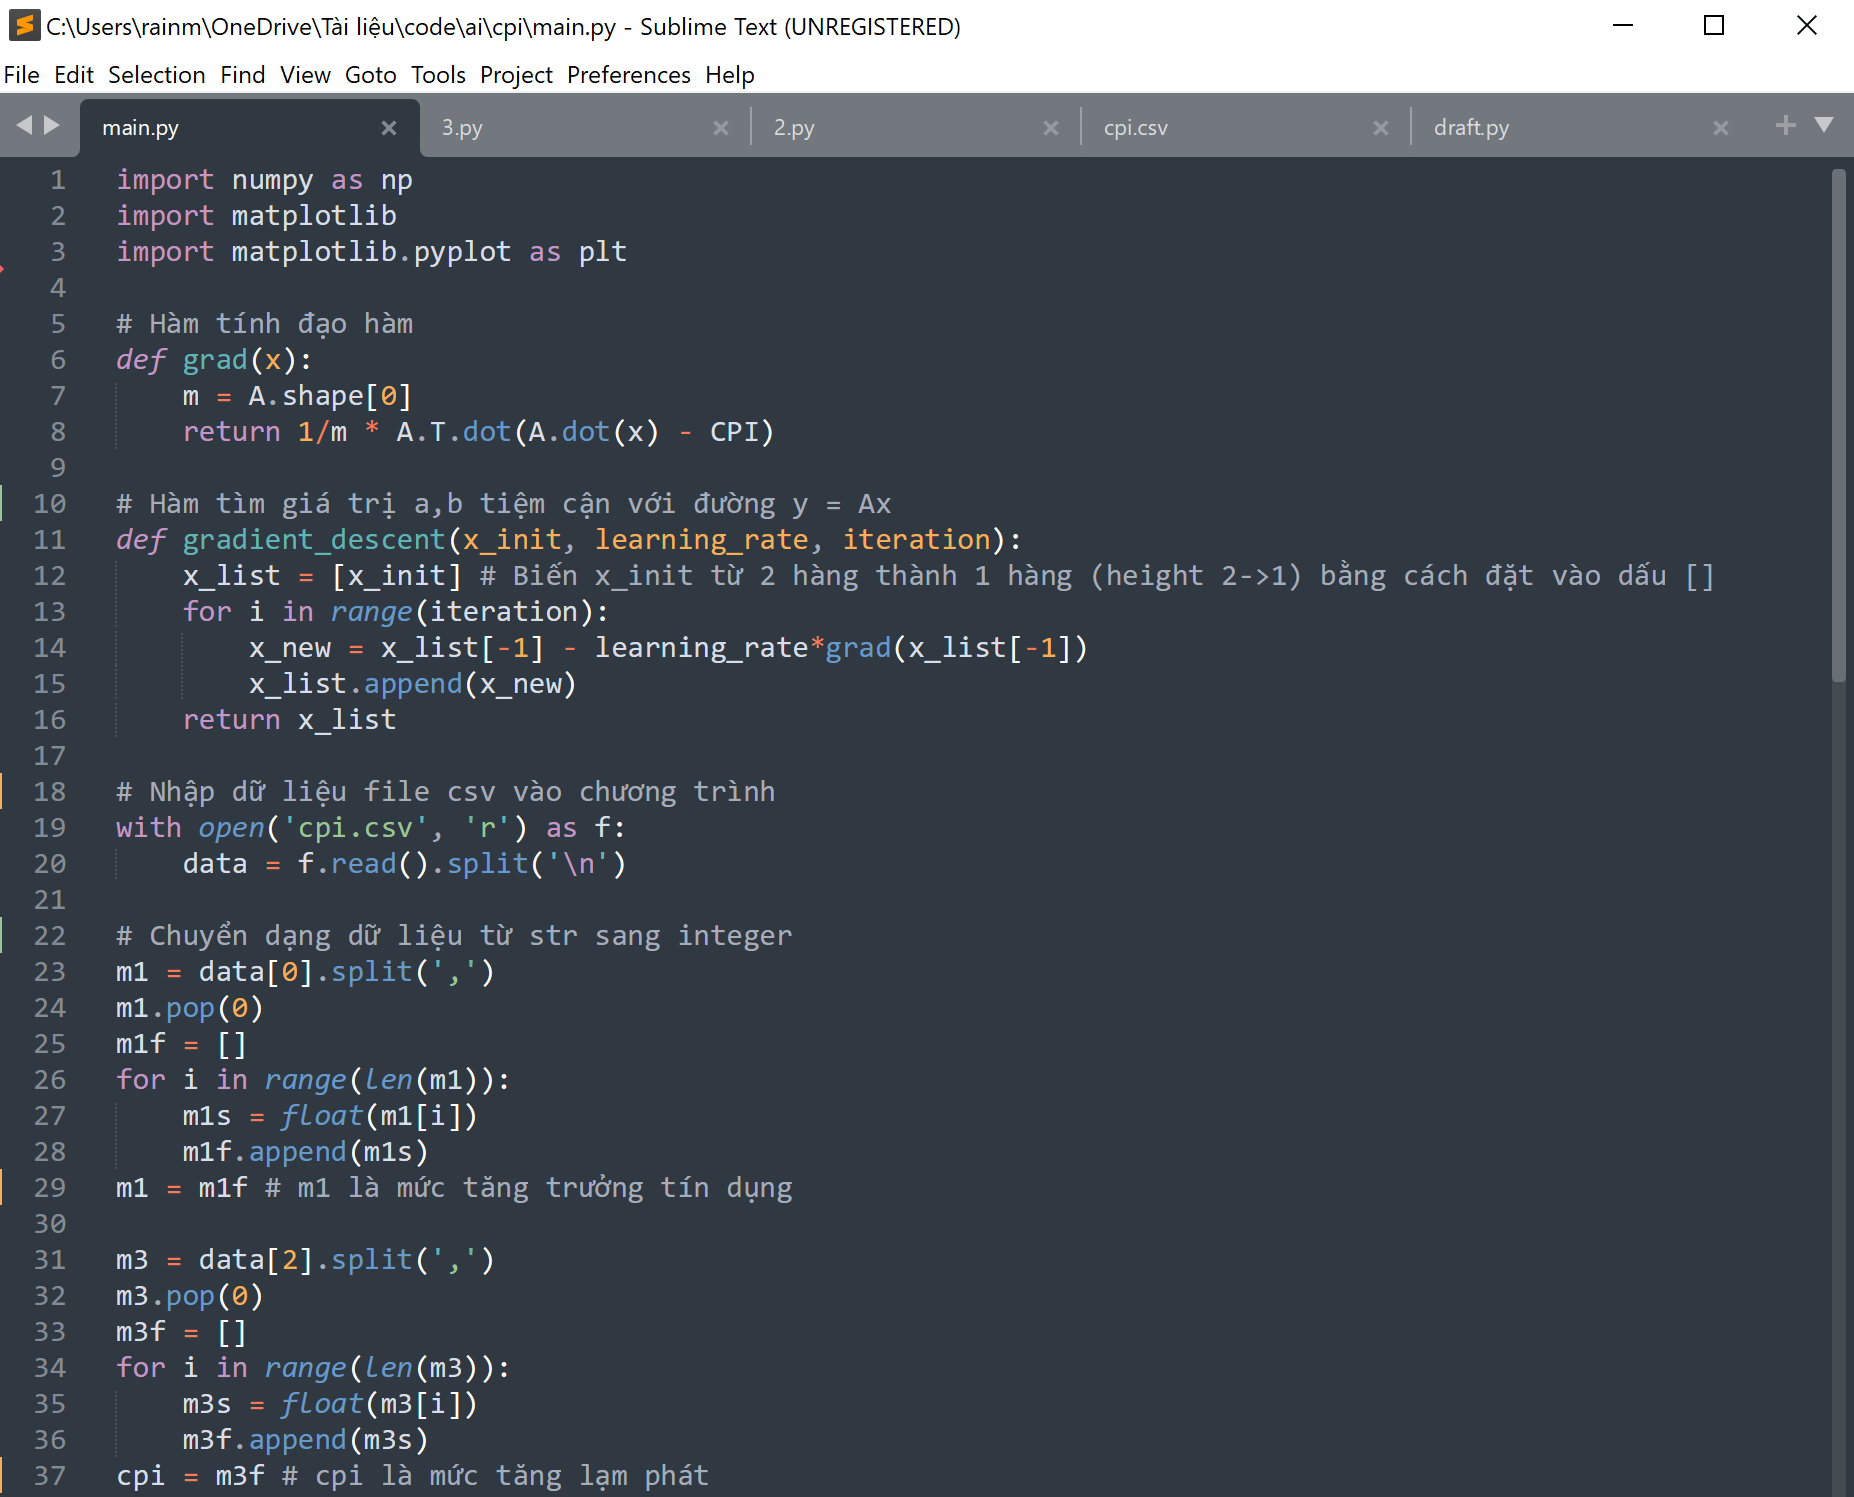 C:\Users\rainm\OneDrive\Tài liệu\code\ai\cpi\main.py - Sublime Text (UNREGISTERED)
File Edit Selection Find View Goto Tools Project Preferences Help
main.py 3.py 2.py cpi.csv draft.py
1 import numpy as np
2 import matplotlib
3 import matplotlib.pyplot as plt
4
5 # Hàm tính đạo hàm
6 def grad(x):
7     m = A.shape[0]
8     return 1/m * A.T.dot(A.dot(x) - CPI)
9
10 # Hàm tìm giá trị a,b tiệm cận với đường y = Ax
11 def gradient_descent(x_init, learning_rate, iteration):
12     x_list = [x_init] # Biến x_init từ 2 hàng thành 1 hàng (height 2->1) bằng cách đặt vào dấu []
13     for i in range(iteration):
14         x_new = x_list[-1] - learning_rate*grad(x_list[-1])
15         x_list.append(x_new)
16     return x_list
17
18 # Nhập dữ liệu file csv vào chương trình
19 with open('cpi.csv', 'r') as f:
20     data = f.read().split('\n')
21
22 # Chuyển dạng dữ liệu từ str sang integer
23 m1 = data[0].split(',')
24 m1.pop(0)
25 m1f = []
26 for i in range(len(m1)):
27     m1s = float(m1[i])
28     m1f.append(m1s)
29 m1 = m1f # m1 là mức tăng trưởng tín dụng
30
31 m3 = data[2].split(',')
32 m3.pop(0)
33 m3f = []
34 for i in range(len(m3)):
35     m3s = float(m3[i])
36     m3f.append(m3s)
37 cpi = m3f # cpi là mức tăng lạm phát